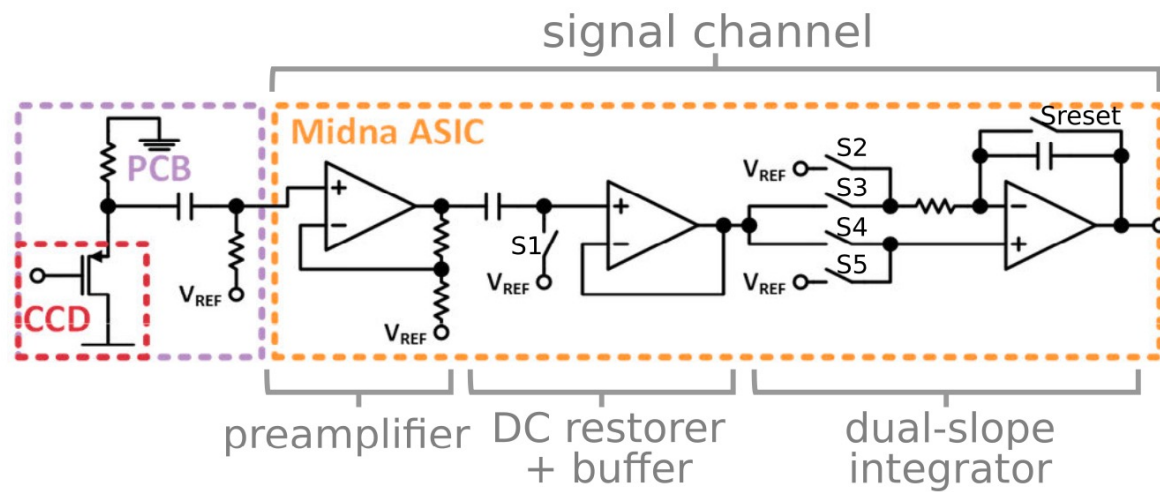 signal channel
Midna ASIC
PCB
CCD
VREF
VREF
S1
VREF
VREF
S2
S3
S4
S5
VREF
Sreset
+
−
+
−
−
+
preamplifier
DC restorer
+ buffer
dual-slope
integrator